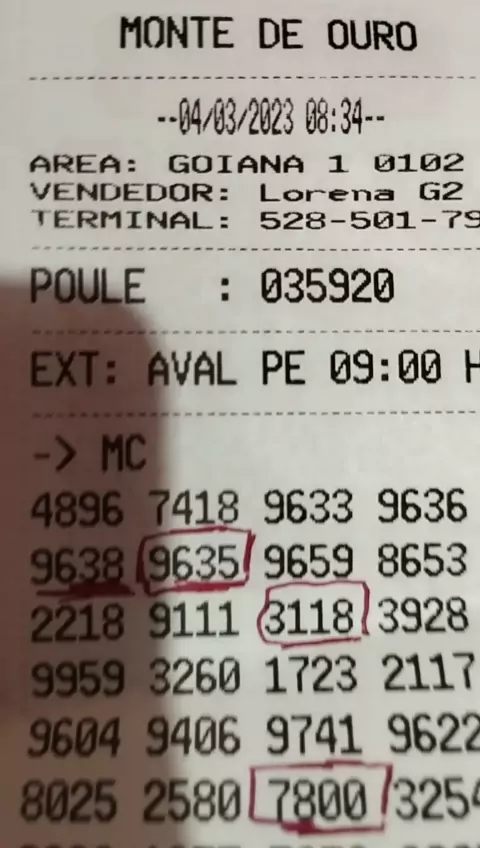 MONTE DE OURO
--04/03/2023 08:34--
AREA: GOIANA 1 0102
VENDEDOR: Lorena G2
TERMINAL: 528-501-79
POULE : 035920
EXT: AVAL PE 09:00 H
-> MC
4896 7418 9633 9636
9638 9635 9659 8653
2218 9111 3118 3928
9959 3260 1723 2117
9604 9406 9741 9622
8025 2580 7800 3254